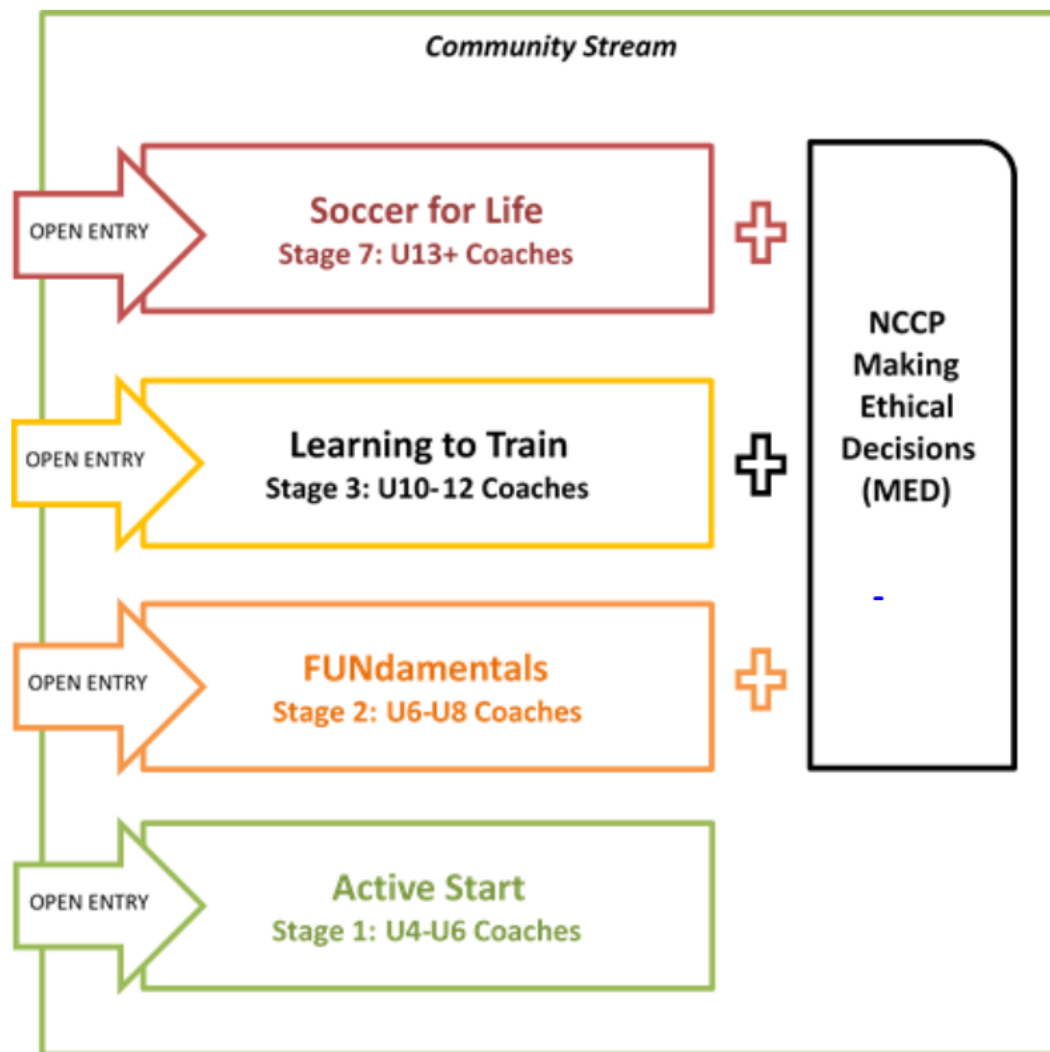 Community Stream
OPEN ENTRY
Soccer for Life
Stage 7: U13+ Coaches
OPEN ENTRY
Learning to Train
Stage 3: U10-12 Coaches
OPEN ENTRY
FUNdamentals
Stage 2: U6-U8 Coaches
OPEN ENTRY
Active Start
Stage 1: U4-U6 Coaches
NCCP
Making
Ethical
Decisions
(MED)
-